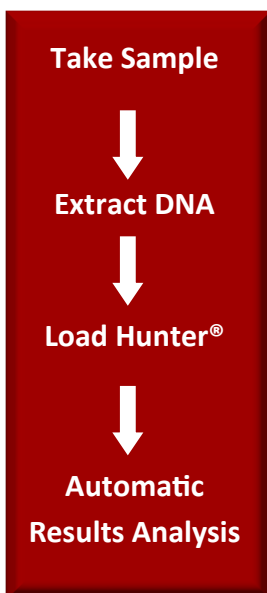 Take Sample
Extract DNA
Load Hunter®
Automatic
Results Analysis